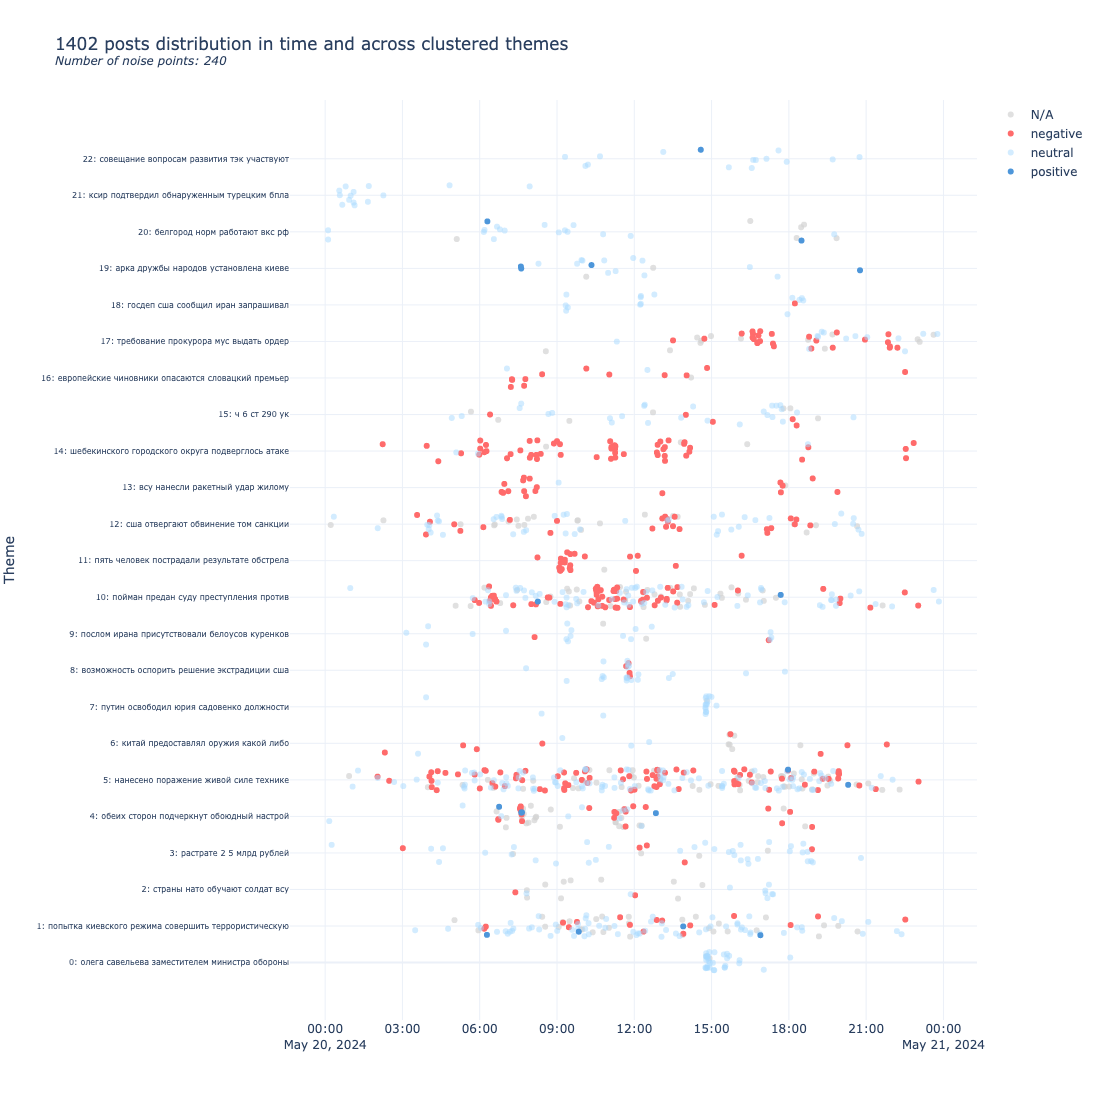 1402 posts distribution in time and across clustered themes
Number of noise points: 240
N/A
negative
neutral
positive
Theme
22: совещание вопросам развития тэк участвуют
21: ксир подтвердил обнаруженным турецким бпла
20: белгород норм работают вкс рф
19: арка дружбы народов установлена киеве
18: госдеп сша сообщил иран запрашивал
17: требование прокурора мус выдать ордер
16: европейские чиновники опасаются словацкий премьер
15: ч 6 ст 290 ук
14: шебекинского городского округа подверглось атаке
13: всу нанесли ракетный удар жилому
12: сша отвергают обвинение том санкции
11: пять человек пострадали результате обстрела
10: пойман предан суду преступления против
9: послом ирана присутствовали белоусов куренков
8: возможность оспорить решение экстрадиции сша
7: путин освободил юрия садовенко должности
6: китай предоставлял оружия какой либо
5: нанесено поражение живой силе технике
4: обеих сторон подчеркнут обоюдный настрой
3: растрате 2 5 млрд рублей
2: страны нато обучают солдат всу
1: попытка киевского режима совершить террористическую
0: олега савельева заместителем министра обороны
00:00 03:00 06:00 09:00 12:00 15:00 18:00 21:00 00:00
May 20, 2024 May 21, 2024